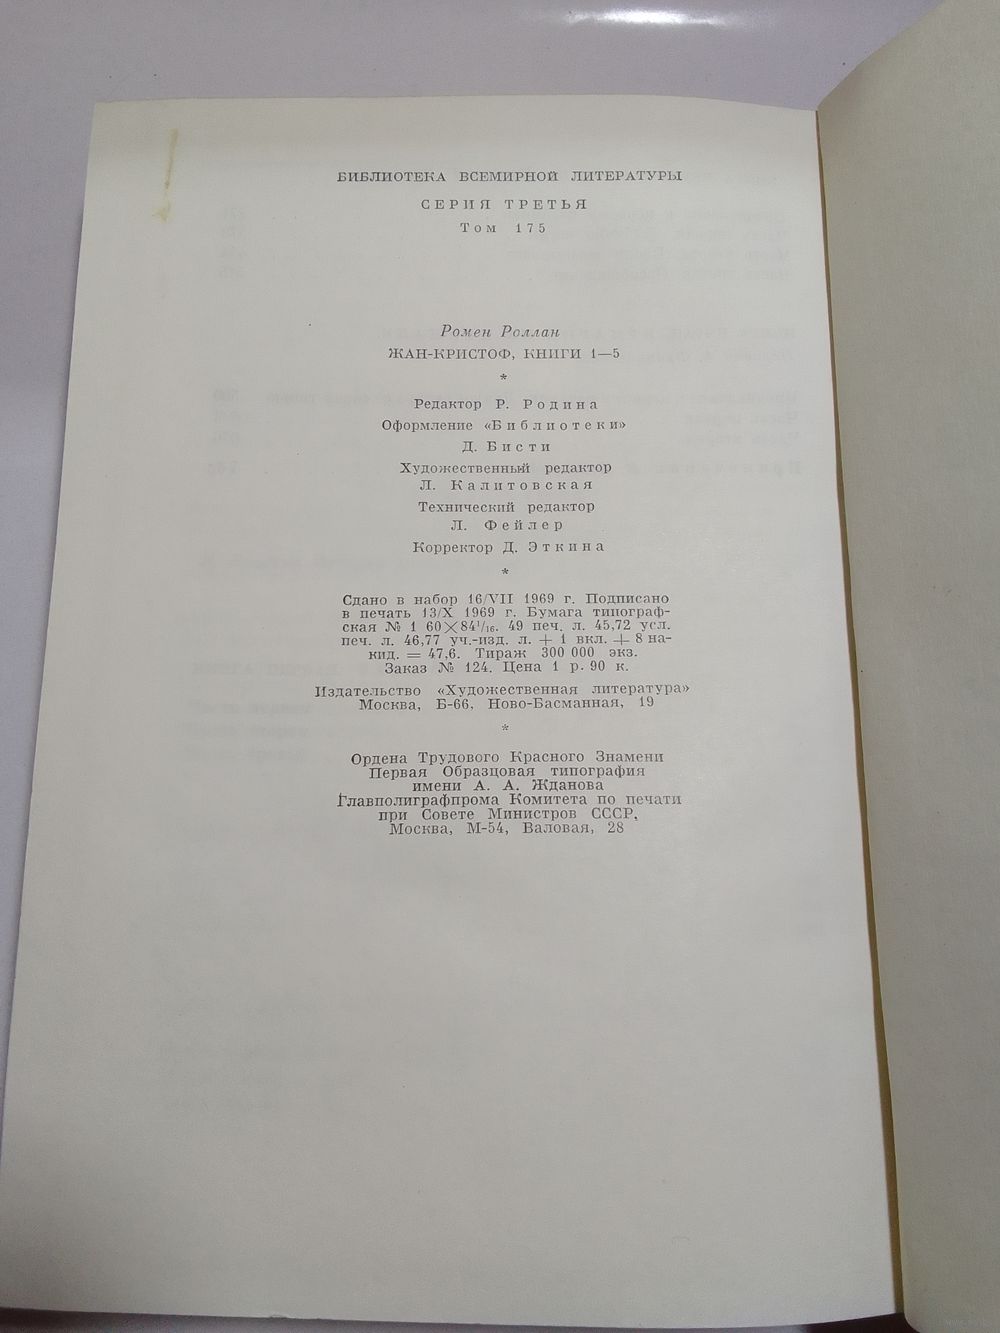 БИБЛИОТЕКА ВСЕМИРНОЙ ЛИТЕРАТУРЫ
СЕРИЯ ТРЕТЬЯ
Том 175
Ромен Роллан
ЖАН-КРИСТОФ, КНИГИ 1—5
*
Редактор Р. Родина
Оформление «Библиотеки»
Д. Бисти
Художественный редактор
Л. Калитовская
Технический редактор
Л. Фейлер
Корректор Д. Эткина
*
Сдано в набор 16/VII 1969 г. Подписано
в печать 13/X 1969 г. Бумага типограф-
ская № 1 60×84¹/₁₆. 49 печ. л. 45,72 усл.
печ. л. 46,77 уч.-изд. л. + 1 вкл. + 8 на-
кид. = 47,6. Тираж 300 000 экз.
Заказ № 124. Цена 1 р. 90 к.
Издательство «Художественная литература»
Москва, Б-66, Ново-Басманная, 19
*
Ордена Трудового Красного Знамени
Первая Образцовая типография
имени А. А. Жданова
Главполиграфпрома Комитета по печати
при Совете Министров СССР,
Москва, М-54, Валовая, 28